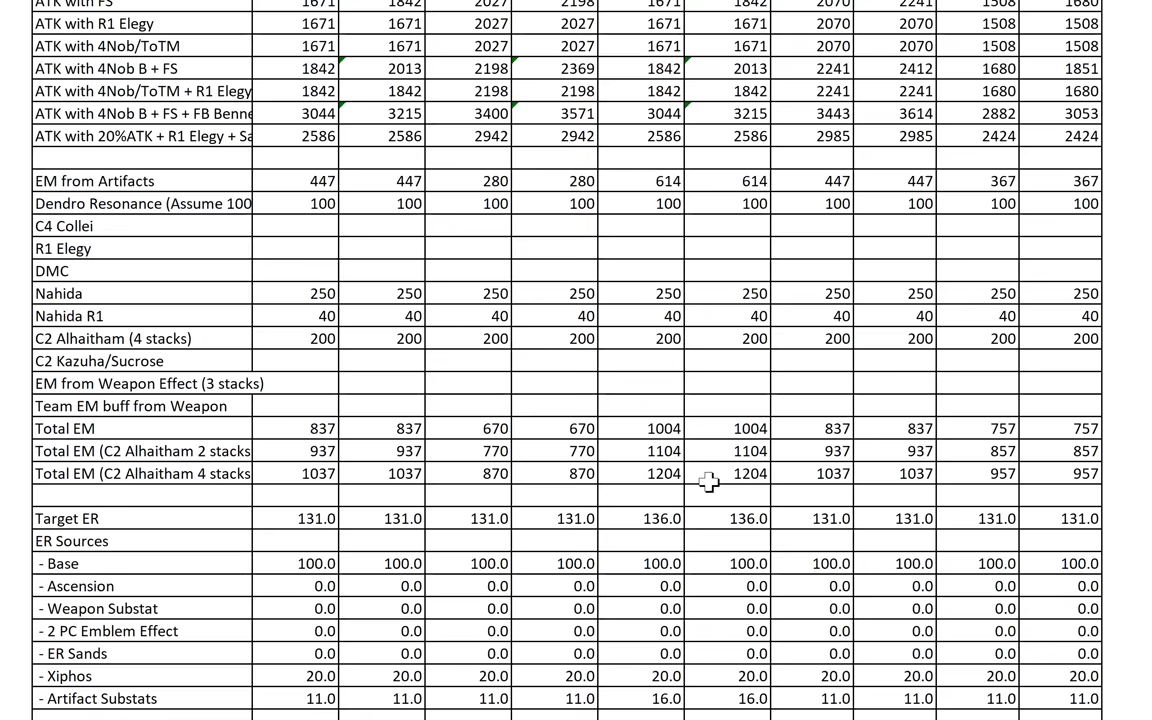 ATK with FS 1671 1842 2027 2198 1671 1842 2070 2241 1508 1680
ATK with R1 Elegy 1671 1671 2027 2027 1671 1671 2070 2070 1508 1508
ATK with 4Nob/ToTM 1671 1671 2027 2027 1671 1671 2070 2070 1508 1508
ATK with 4Nob B + FS 1842 2013 2198 2369 1842 2013 2241 2412 1680 1851
ATK with 4Nob/ToTM + R1 Elegy 1842 1842 2198 2198 1842 1842 2241 2241 1680 1680
ATK with 4Nob B + FS + FB Benne 3044 3215 3400 3571 3044 3215 3443 3614 2882 3053
ATK with 20%ATK + R1 Elegy + Sa 2586 2586 2942 2942 2586 2586 2985 2985 2424 2424
EM from Artifacts 447 447 280 280 614 614 447 447 367 367
Dendro Resonance (Assume 100 100 100 100 100 100 100 100 100 100 100
C4 Collei
R1 Elegy
DMC
Nahida 250 250 250 250 250 250 250 250 250 250
Nahida R1 40 40 40 40 40 40 40 40 40 40
C2 Alhaitham (4 stacks) 200 200 200 200 200 200 200 200 200 200
C2 Kazuha/Sucrose
EM from Weapon Effect (3 stacks)
Team EM buff from Weapon
Total EM 837 837 670 670 1004 1004 837 837 757 757
Total EM (C2 Alhaitham 2 stacks 937 937 770 770 1104 1104 937 937 857 857
Total EM (C2 Alhaitham 4 stacks 1037 1037 870 870 1204 1204 1037 1037 957 957
Target ER 131.0 131.0 131.0 131.0 136.0 136.0 131.0 131.0 131.0 131.0
ER Sources
- Base 100.0 100.0 100.0 100.0 100.0 100.0 100.0 100.0 100.0 100.0
- Ascension 0.0 0.0 0.0 0.0 0.0 0.0 0.0 0.0 0.0 0.0
- Weapon Substat 0.0 0.0 0.0 0.0 0.0 0.0 0.0 0.0 0.0 0.0
- 2 PC Emblem Effect 0.0 0.0 0.0 0.0 0.0 0.0 0.0 0.0 0.0 0.0
- ER Sands 0.0 0.0 0.0 0.0 0.0 0.0 0.0 0.0 0.0 0.0
- Xiphos 20.0 20.0 20.0 20.0 20.0 20.0 20.0 20.0 20.0 20.0
- Artifact Substats 11.0 11.0 11.0 11.0 16.0 16.0 11.0 11.0 11.0 11.0